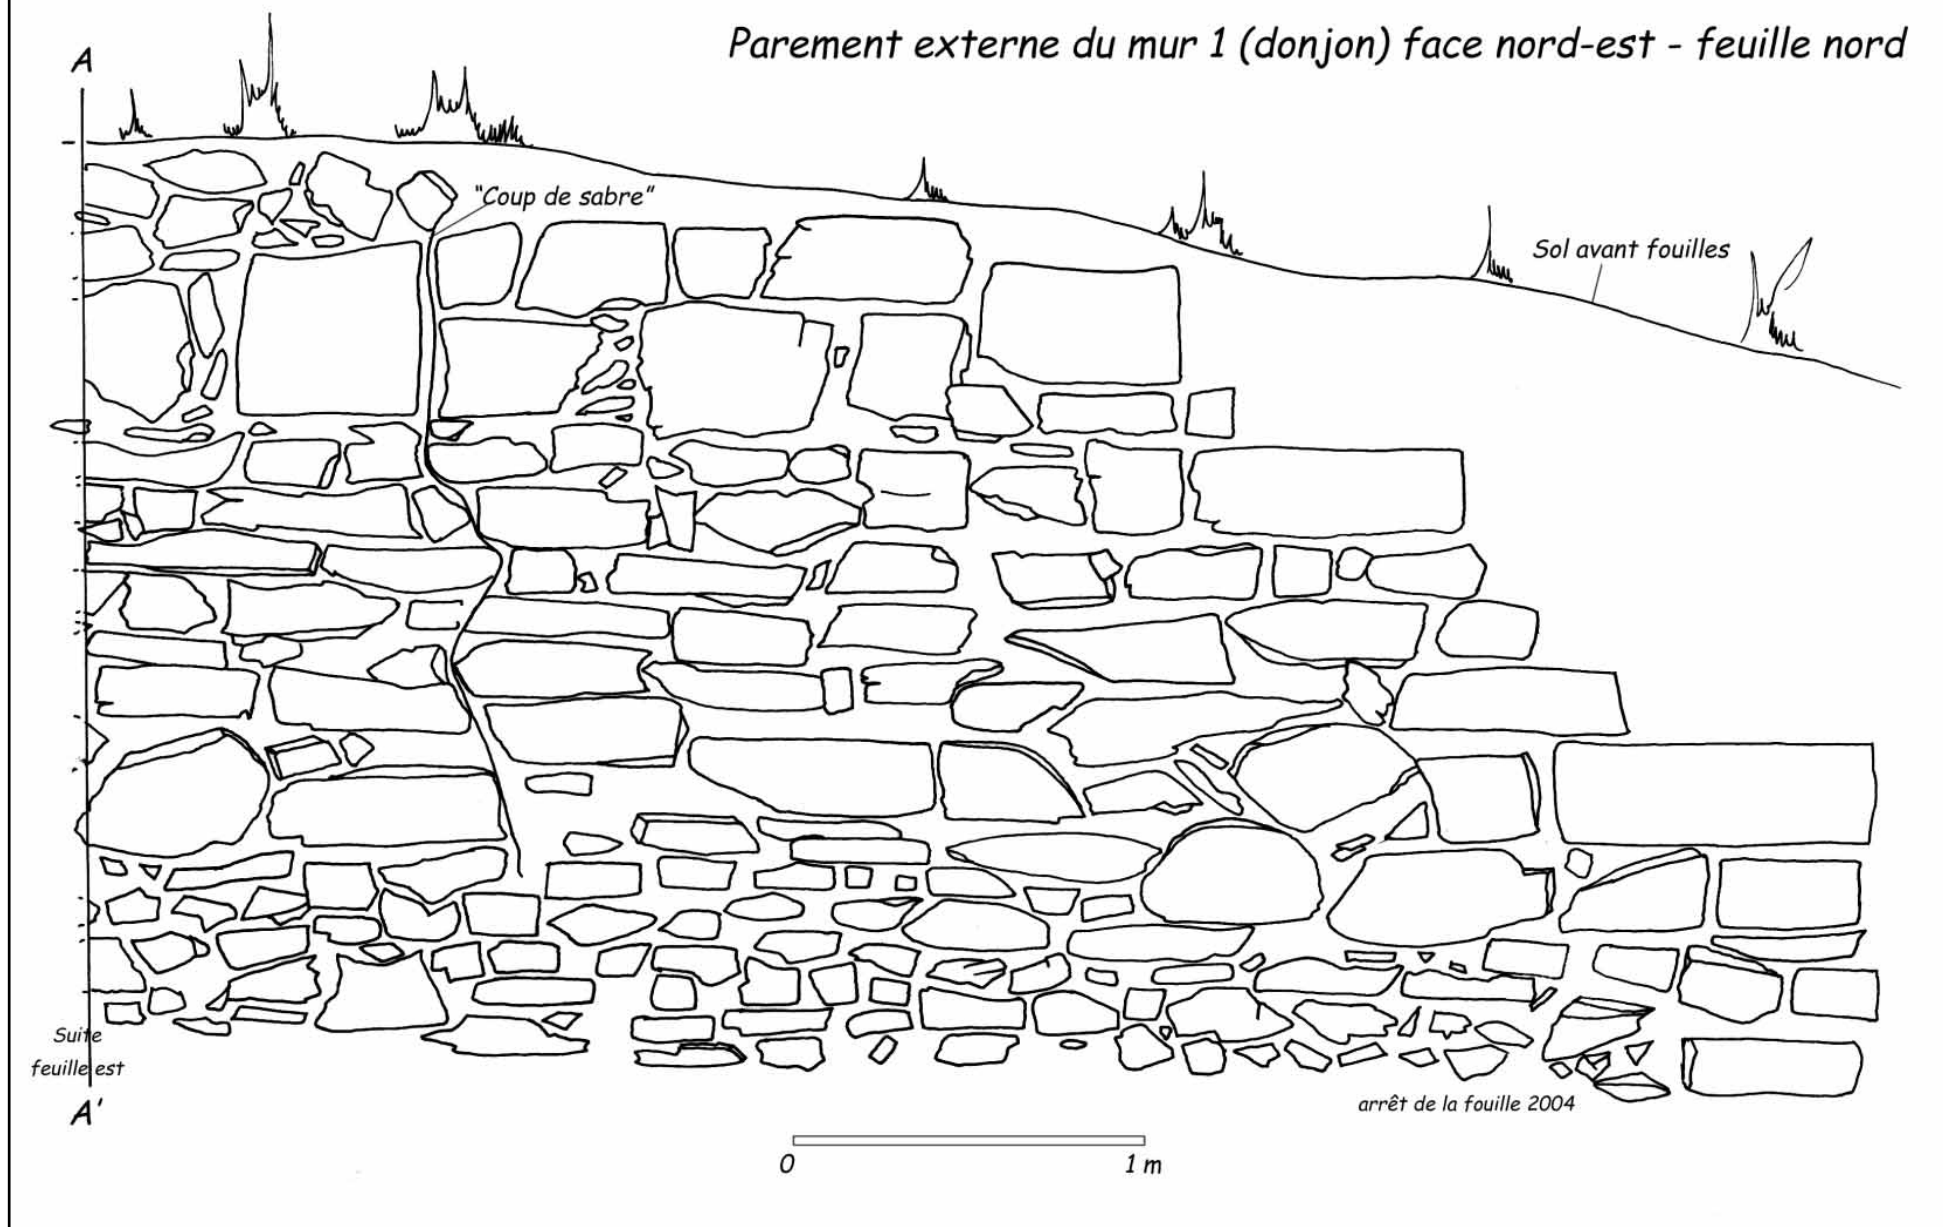 Parement externe du mur 1 (donjon) face nord-est - feuille nord
A
"Coup de sabre"
Sol avant fouilles
Suite
feuille est
A'
arrêt de la fouille 2004
0 1 m